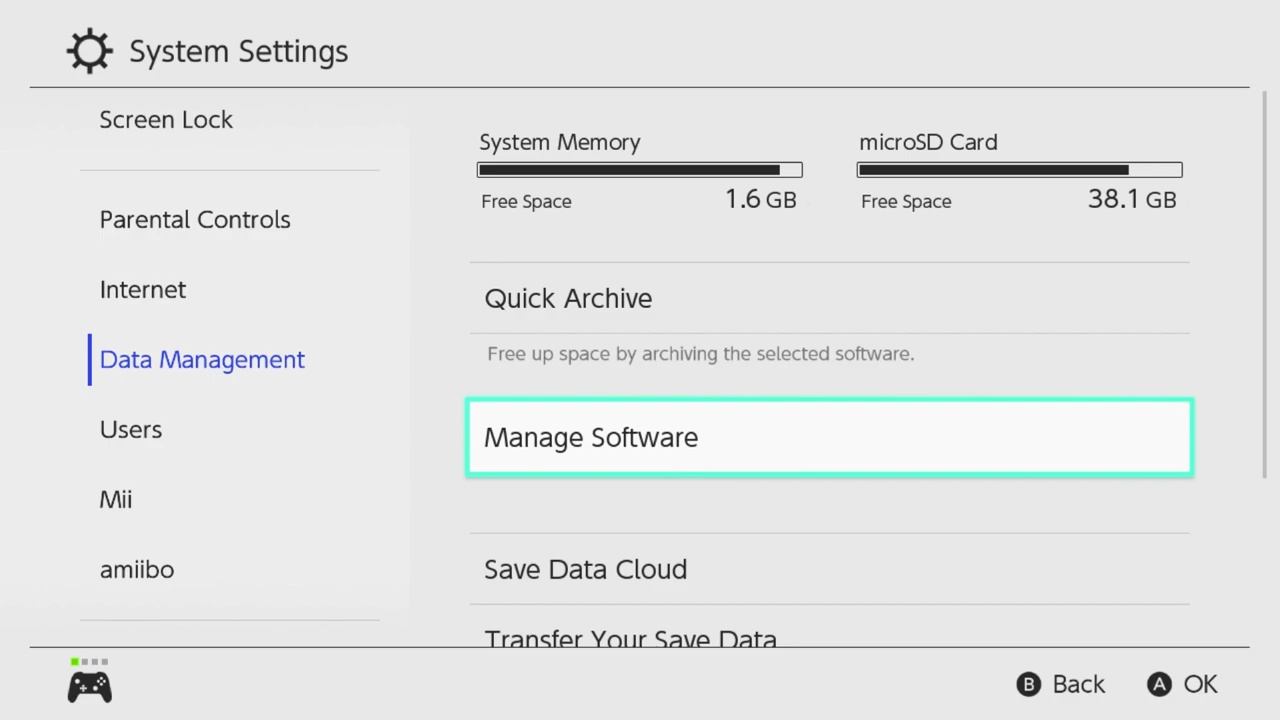 System Settings
Screen Lock
Parental Controls
Internet
Data Management
Users
Mii
amiibo
System Memory
Free Space 1.6 GB
microSD Card
Free Space 38.1 GB
Quick Archive
Free up space by archiving the selected software.
Manage Software
Save Data Cloud
Transfer Your Save Data
B Back
A OK